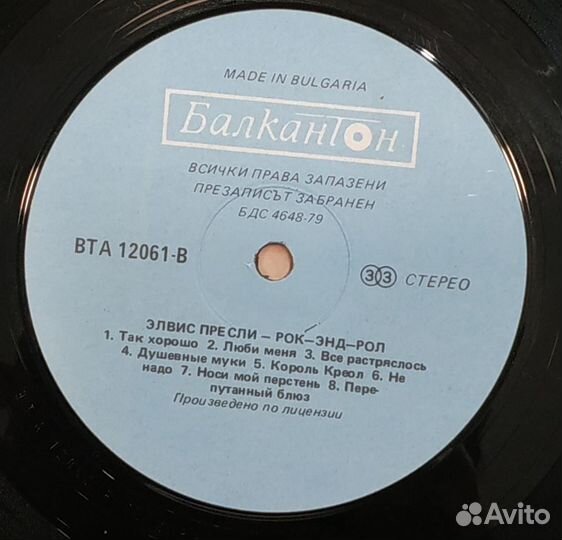 MADE IN BULGARIA
Балкантон
ВСИЧКИ ПРАВА ЗАПАЗЕНИ
ПРЕЗАПИСЪТ ЗАБРАНЕН
БДС 4648-79
ВТА 12061-В
33 СТЕРЕО
ЭЛВИС ПРЕСЛИ – РОК–ЭНД–РОЛ
1. Так хорошо 2. Люби меня 3. Все растряслось
4. Душевные муки 5. Король Креол 6. Не
надо 7. Носи мой перстень 8. Пере-
путанный блюз
Произведено по лицензии
Avito